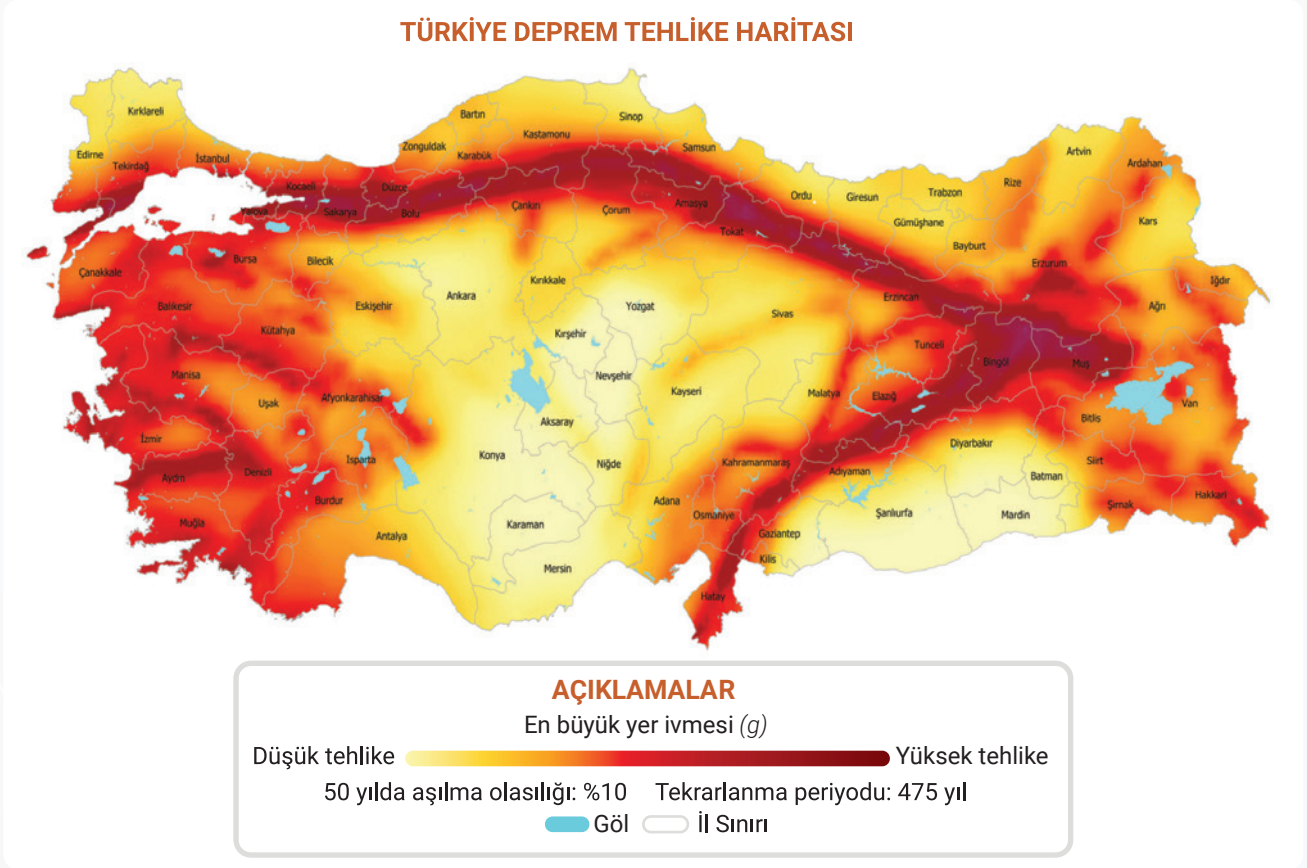 TÜRKİYE DEPREM TEHLİKE HARİTASI
Kırklareli
Edirne
Tekirdağ
İstanbul
Kocaeli
Yalova
Sakarya
Düzce
Bolu
Zonguldak
Bartın
Karabük
Kastamonu
Sinop
Samsun
Çankırı
Çorum
Amasya
Tokat
Ordu
Giresun
Trabzon
Gümüşhane
Bayburt
Rize
Artvin
Ardahan
Kars
Erzurum
Iğdır
Ağrı
Çanakkale
Bursa
Bilecik
Balıkesir
Kütahya
Eskişehir
Ankara
Kırıkkale
Yozgat
Kırşehir
Sivas
Erzincan
Tunceli
Bingöl
Muş
Manisa
Uşak
Afyonkarahisar
Nevşehir
Kayseri
Malatya
Elazığ
Bitlis
Van
İzmir
Aydın
Denizli
Isparta
Burdur
Konya
Aksaray
Niğde
Kahramanmaraş
Adıyaman
Diyarbakır
Batman
Siirt
Şırnak
Hakkari
Muğla
Antalya
Karaman
Mersin
Adana
Osmaniye
Gaziantep
Kilis
Şanlıurfa
Mardin
Hatay
AÇIKLAMALAR
En büyük yer ivmesi (g)
Düşük tehlike Yüksek tehlike
50 yılda aşılma olasılığı: %10 Tekrarlanma periyodu: 475 yıl
Göl İl Sınırı